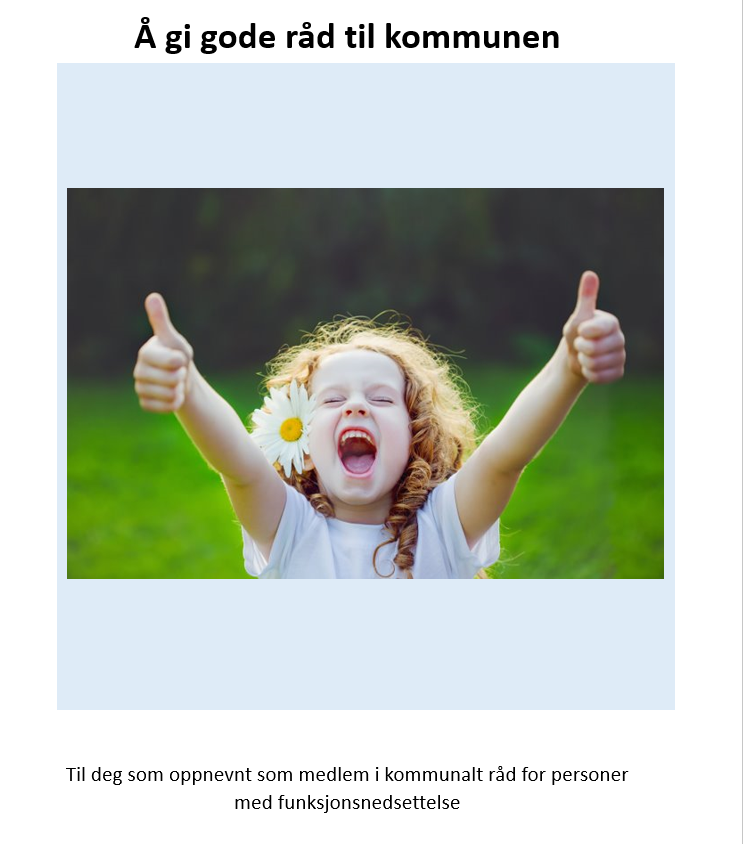 Å gi gode råd til kommunen
Til deg som oppnevnt som medlem i kommunalt råd for personer
med funksjonsnedsettelse